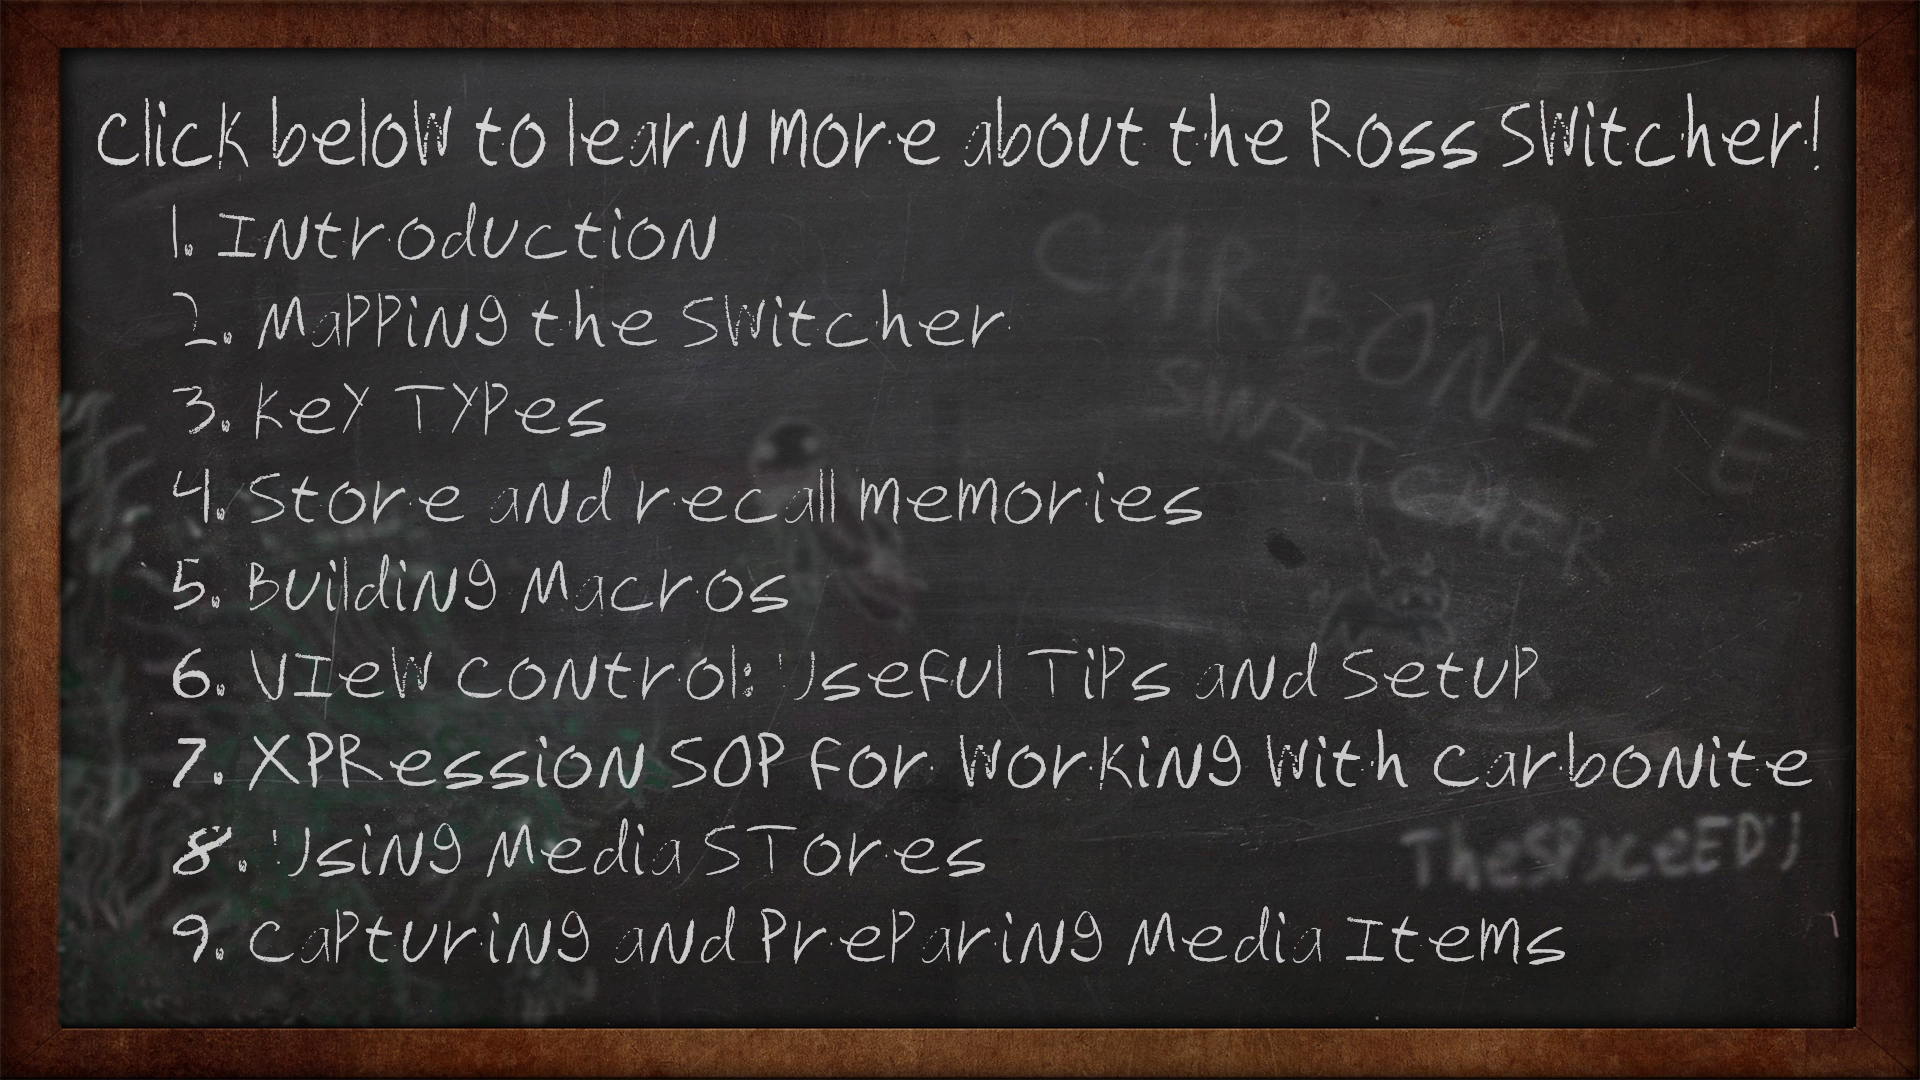 Click below to learn more about the Ross Switcher!
1. Introduction
2. Mapping the Switcher
3. Key Types
4. Store and recall memories
5. Building Macros
6. View Control: Useful Tips and Setup
7. XPRession SOP for Working With Carbonite
8. Using Media Stores
9. Capturing and Preparing Media Items
CARBONITE
SWITCHER